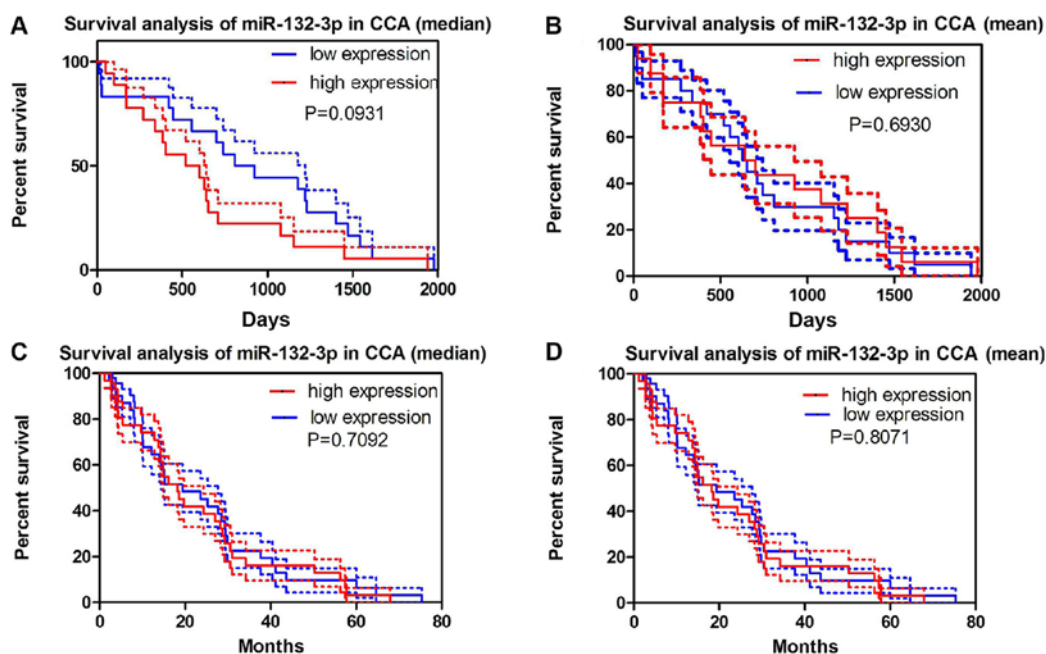 A
Survival analysis of miR-132-3p in CCA (median)
low expression
high expression
P=0.0931
Percent survival
100
50
0
0 500 1000 1500 2000
Days
B
Survival analysis of miR-132-3p in CCA (mean)
high expression
low expression
P=0.6930
Percent survival
100
80
60
40
20
0
0 500 1000 1500 2000
Days
C
Survival analysis of miR-132-3p in CCA (median)
high expression
low expression
P=0.7092
Percent survival
100
80
60
40
20
0
0 20 40 60 80
Months
D
Survival analysis of miR-132-3p in CCA (mean)
high expression
low expression
P=0.8071
Percent survival
100
80
60
40
20
0
0 20 40 60 80
Months